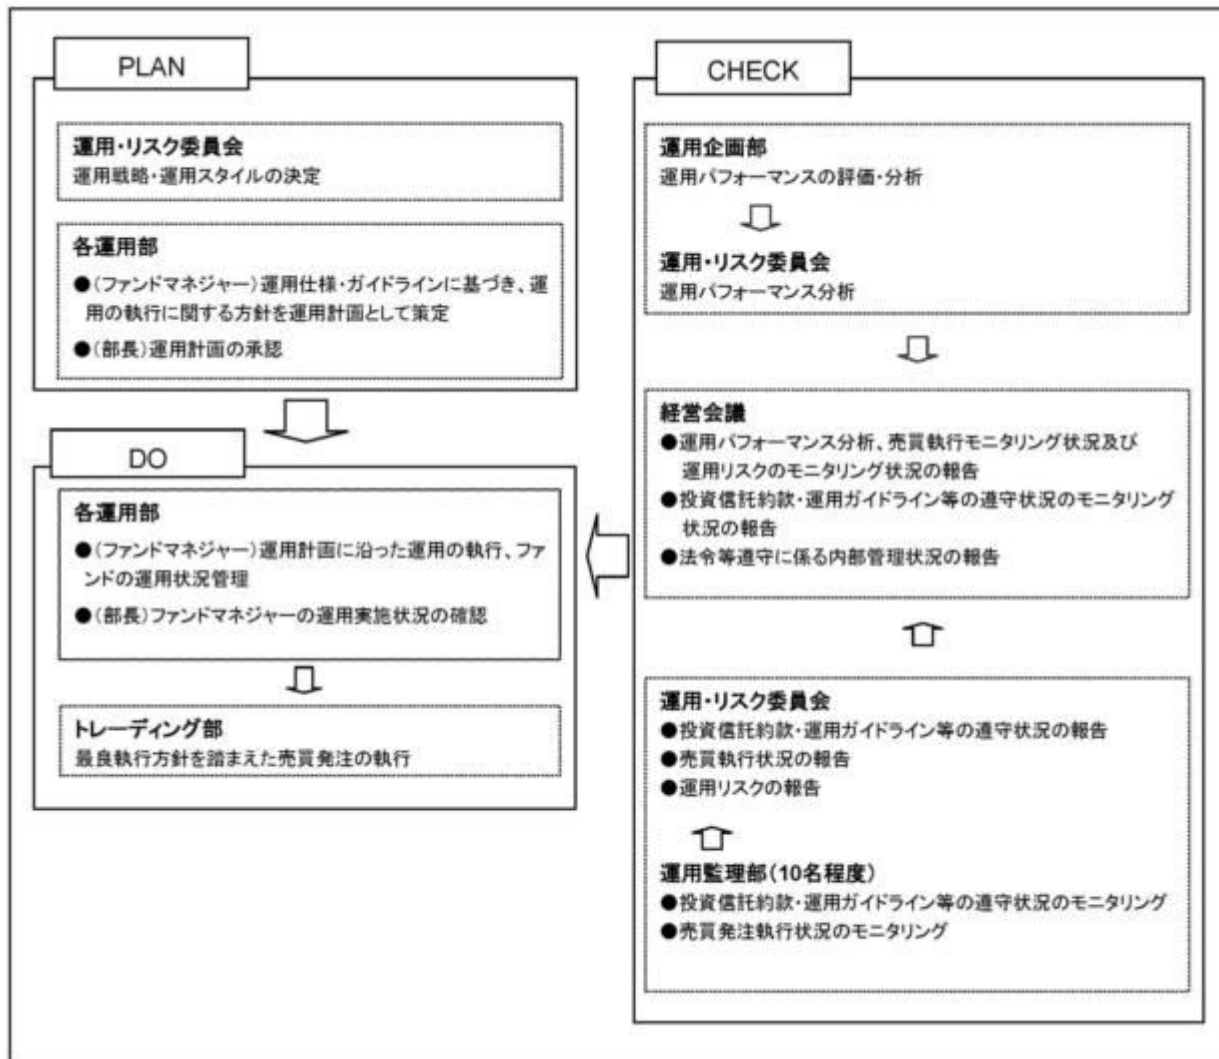 PLAN
運用・リスク委員会
運用戦略・運用スタイルの決定
各運用部
●(ファンドマネジャー)運用仕様・ガイドラインに基づき、運
用の執行に関する方針を運用計画として策定
●(部長)運用計画の承認
DO
各運用部
●(ファンドマネジャー)運用計画に沿った運用の執行、ファ
ンドの運用状況管理
●(部長)ファンドマネジャーの運用実施状況の確認
トレーディング部
最良執行方針を踏まえた売買発注の執行
CHECK
運用企画部
運用パフォーマンスの評価・分析
運用・リスク委員会
運用パフォーマンス分析
経営会議
●運用パフォーマンス分析、売買執行モニタリング状況及び
運用リスクのモニタリング状況の報告
●投資信託約款・運用ガイドライン等の遵守状況のモニタリング
状況の報告
●法令等遵守に係る内部管理状況の報告
運用・リスク委員会
●投資信託約款・運用ガイドライン等の遵守状況の報告
●売買執行状況の報告
●運用リスクの報告
運用監理部(10名程度)
●投資信託約款・運用ガイドライン等の遵守状況のモニタリング
●売買発注執行状況のモニタリング